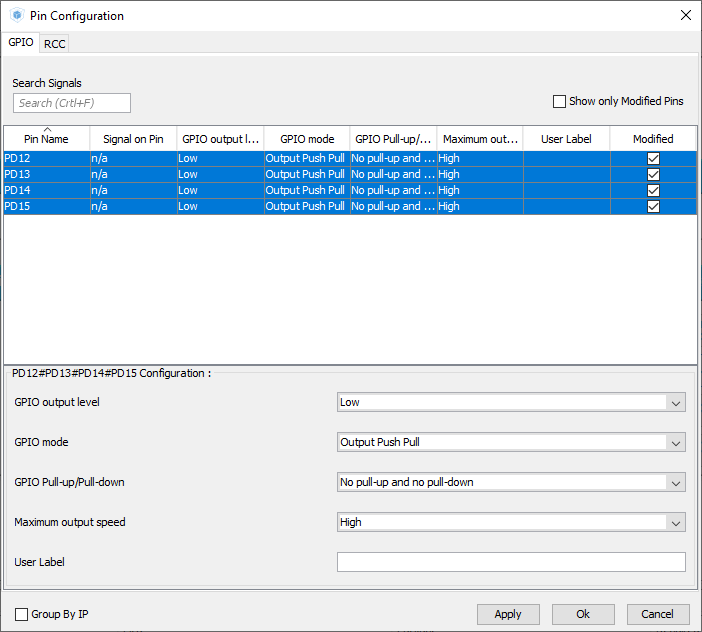 Pin Configuration
GPIO RCC
Search Signals
Search (Crtl+F)
Show only Modified Pins
Pin Name Signal on Pin GPIO output l... GPIO mode GPIO Pull-up/... Maximum out... User Label Modified
PD12 n/a Low Output Push Pull No pull-up and ... High
PD13 n/a Low Output Push Pull No pull-up and ... High
PD14 n/a Low Output Push Pull No pull-up and ... High
PD15 n/a Low Output Push Pull No pull-up and ... High
PD12#PD13#PD14#PD15 Configuration :
GPIO output level Low
GPIO mode Output Push Pull
GPIO Pull-up/Pull-down No pull-up and no pull-down
Maximum output speed High
User Label
Group By IP Apply Ok Cancel